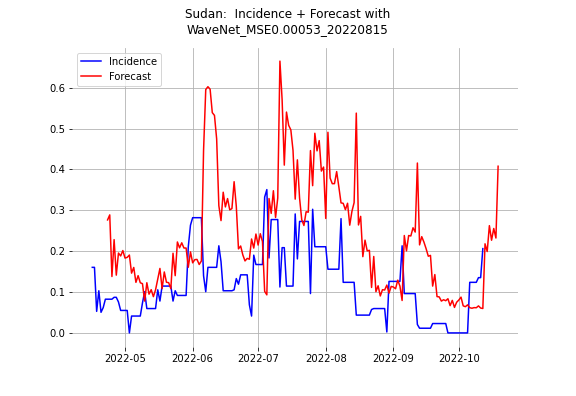 Sudan:  Incidence + Forecast with
WaveNet_MSE0.00053_20220815
Incidence
Forecast
0.6
0.5
0.4
0.3
0.2
0.1
0.0
2022-05 2022-06 2022-07 2022-08 2022-09 2022-10